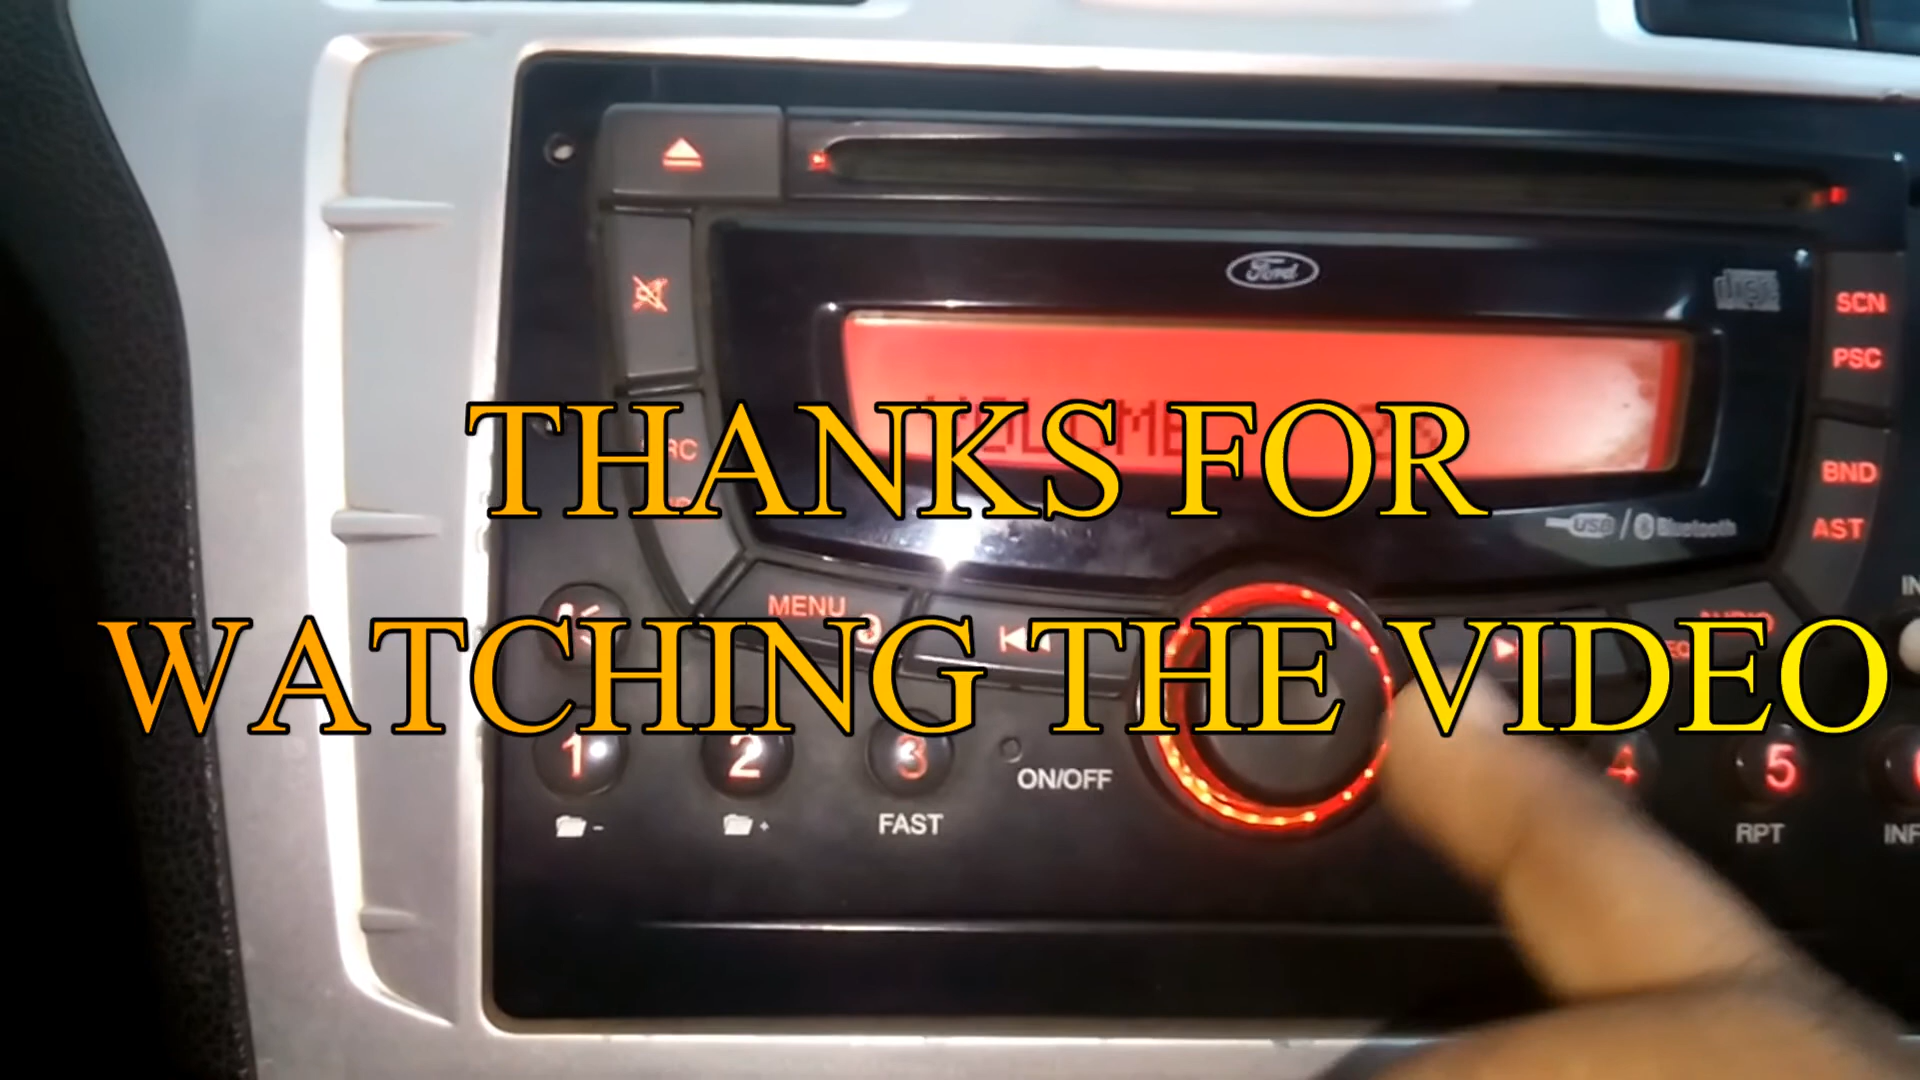 Ford
disc
SCN
PSC
THANKS FOR
BND
USB / Bluetooth
AST
MENU
WATCHING THE VIDEO
1
2
3
4
5
ON/OFF
FAST
RPT